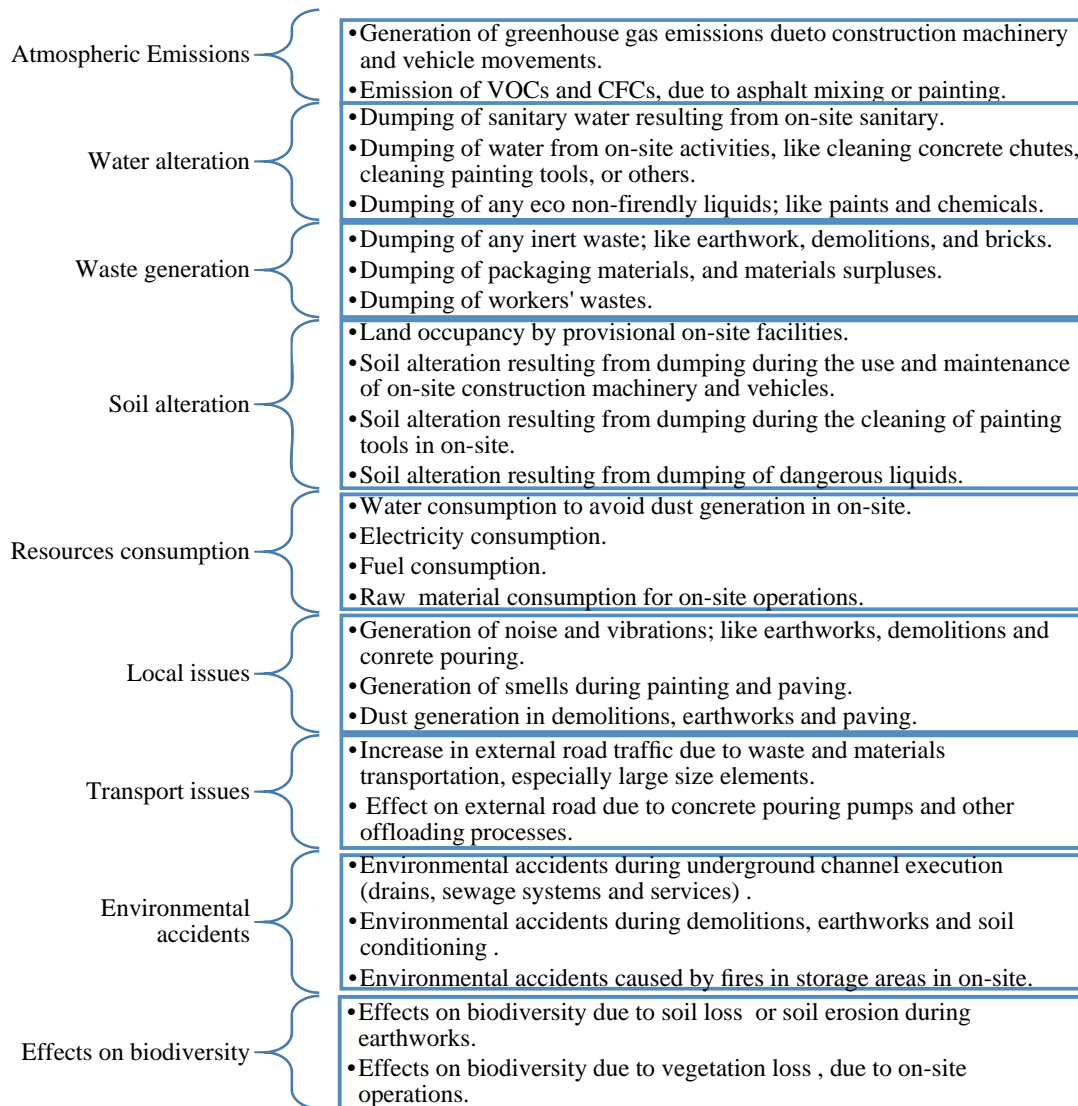 Atmospheric Emissions
•Generation of greenhouse gas emissions dueto construction machinery
and vehicle movements.
•Emission of VOCs and CFCs, due to asphalt mixing or painting.
Water alteration
•Dumping of sanitary water resulting from on-site sanitary.
•Dumping of water from on-site activities, like cleaning concrete chutes,
cleaning painting tools, or others.
•Dumping of any eco non-firendly liquids; like paints and chemicals.
Waste generation
•Dumping of any inert waste; like earthwork, demolitions, and bricks.
•Dumping of packaging materials, and materials surpluses.
•Dumping of workers' wastes.
Soil alteration
•Land occupancy by provisional on-site facilities.
•Soil alteration resulting from dumping during the use and maintenance
of on-site construction machinery and vehicles.
•Soil alteration resulting from dumping during the cleaning of painting
tools in on-site.
•Soil alteration resulting from dumping of dangerous liquids.
Resources consumption
•Water consumption to avoid dust generation in on-site.
•Electricity consumption.
•Fuel consumption.
•Raw  material consumption for on-site operations.
Local issues
•Generation of noise and vibrations; like earthworks, demolitions and
conrete pouring.
•Generation of smells during painting and paving.
•Dust generation in demolitions, earthworks and paving.
Transport issues
•Increase in external road traffic due to waste and materials
transportation, especially large size elements.
• Effect on external road due to concrete pouring pumps and other
offloading processes.
Environmental
accidents
•Environmental accidents during underground channel execution
(drains, sewage systems and services) .
•Environmental accidents during demolitions, earthworks and soil
conditioning .
•Environmental accidents caused by fires in storage areas in on-site.
Effects on biodiversity
•Effects on biodiversity due to soil loss  or soil erosion during
earthworks.
•Effects on biodiversity due to vegetation loss , due to on-site
operations.